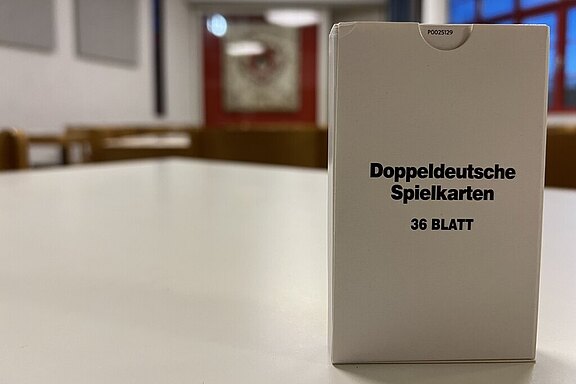 P0025129
Doppeldeutsche
Spielkarten
36 BLATT